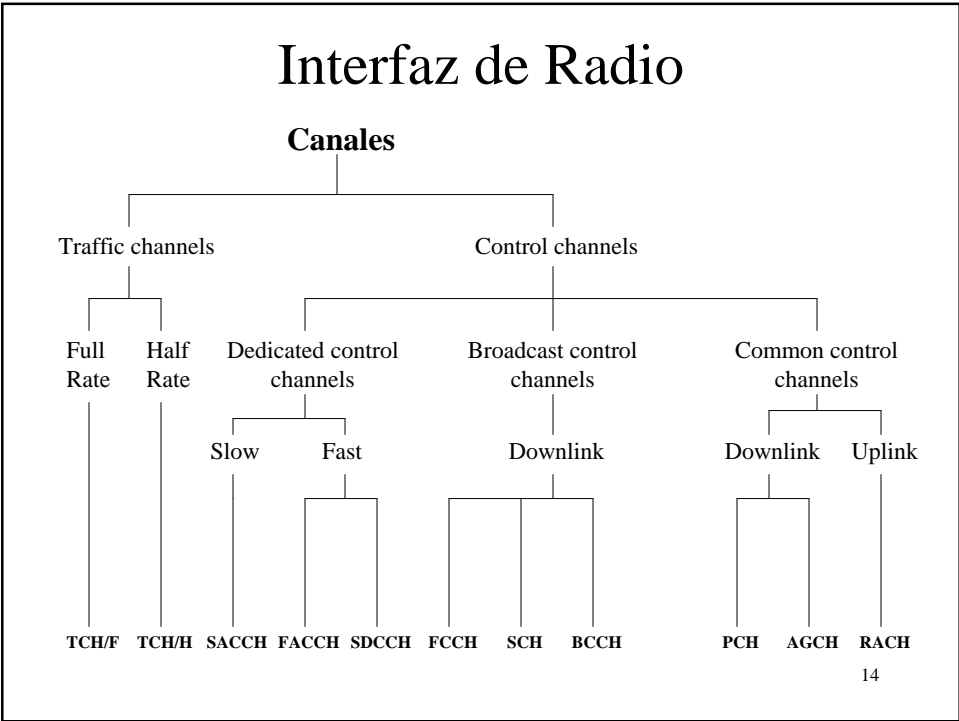 Interfaz de Radio
Canales
Traffic channels
Control channels
Full
Rate
Half
Rate
Dedicated control
channels
Broadcast control
channels
Common control
channels
Slow
Fast
Downlink
Downlink
Uplink
TCH/F
TCH/H
SACCH
FACCH
SDCCH
FCCH
SCH
BCCH
PCH
AGCH
RACH
14